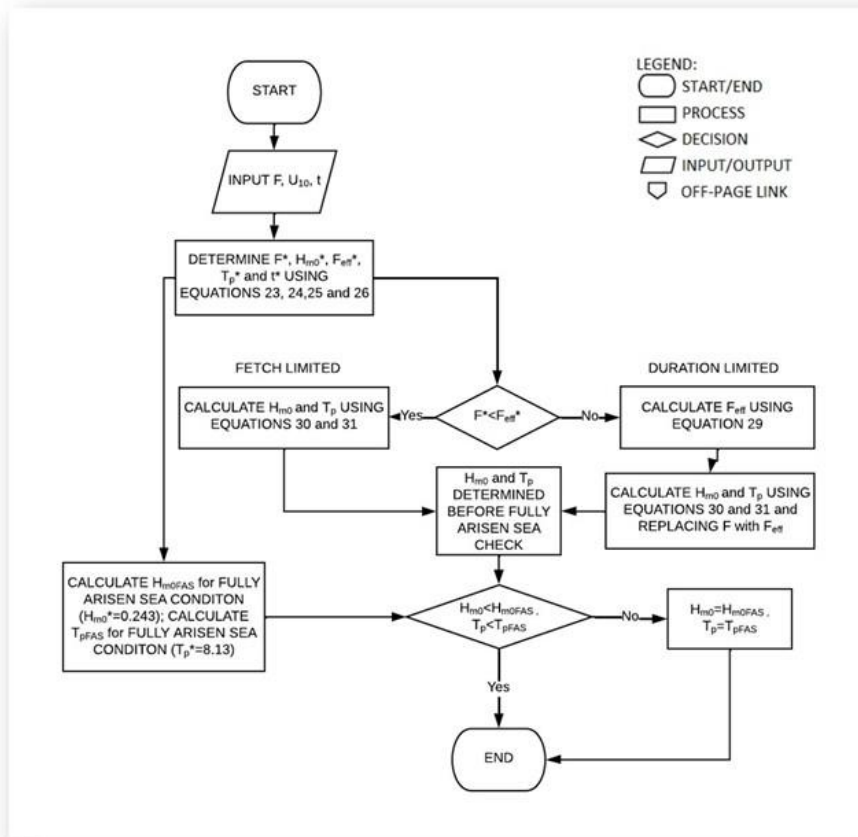 LEGEND:
START/END
PROCESS
DECISION
INPUT/OUTPUT
OFF-PAGE LINK
START
INPUT F, U10, t
DETERMINE F*, Hm0*, Feff*,
Tp* and t* USING
EQUATIONS 23, 24,25 and 26
FETCH LIMITED
DURATION LIMITED
CALCULATE Hm0 and Tp USING
EQUATIONS 30 and 31
Yes
F*<Feff*
No
CALCULATE Feff USING
EQUATION 29
Hm0 and Tp
DETERMINED
BEFORE FULLY
ARISEN SEA
CHECK
CALCULATE Hm0 and Tp USING
EQUATIONS 30 and 31 and
REPLACING F with Feff
CALCULATE Hm0FAS for FULLY
ARISEN SEA CONDITON
(Hm0*=0.243); CALCULATE
TpFAS for FULLY ARISEN SEA
CONDITON (Tp*=8.13)
Hm0<Hm0FAS ,
Tp<TpFAS
No
Hm0=Hm0FAS ,
Tp=TpFAS
Yes
END